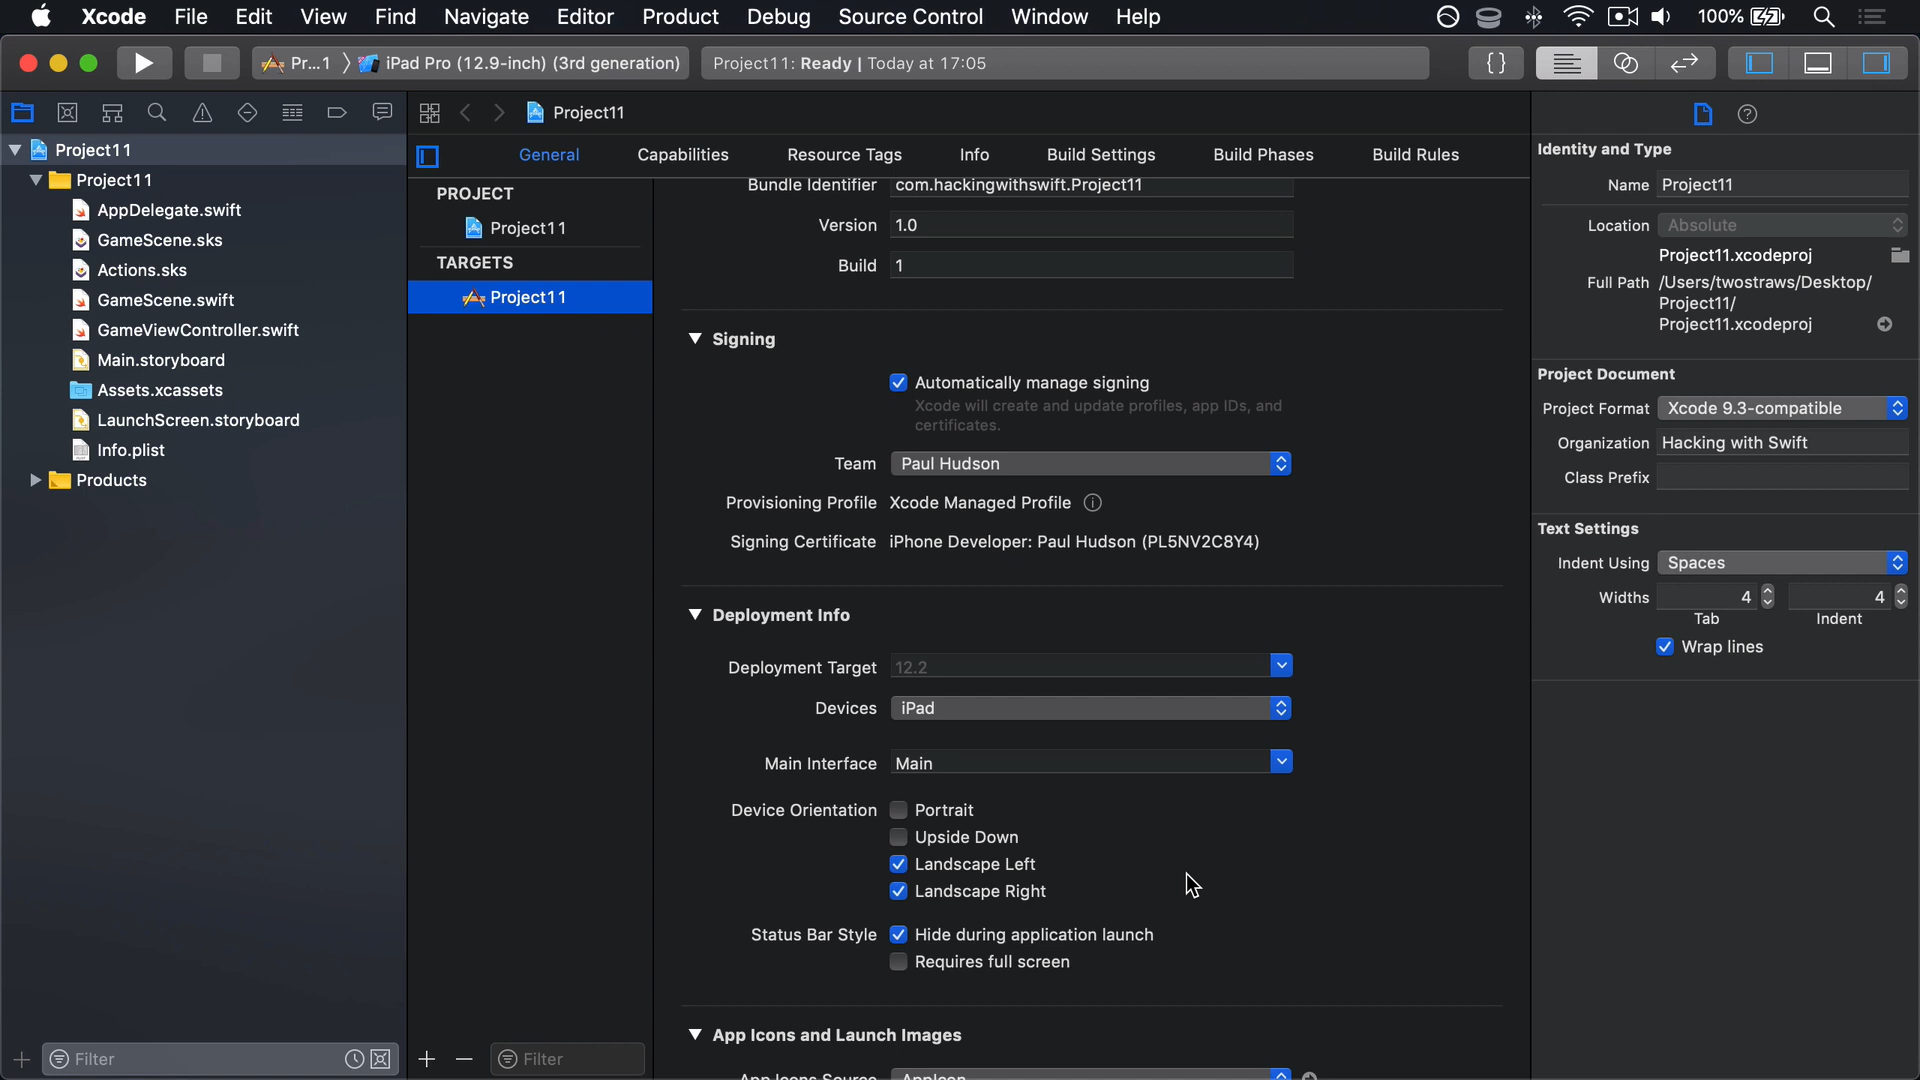 Xcode File Edit View Find Navigate Editor Product Debug Source Control Window Help 100%
Pr...1 iPad Pro (12.9-inch) (3rd generation) Project11: Ready | Today at 17:05 {}
Project11
Project11
Project11
AppDelegate.swift
GameScene.sks
Actions.sks
GameScene.swift
GameViewController.swift
Main.storyboard
Assets.xcassets
LaunchScreen.storyboard
Info.plist
Products
Filter
General Capabilities Resource Tags Info Build Settings Build Phases Build Rules
PROJECT
Project11
TARGETS
Project11
Filter
Bundle Identifier com.hackingwithswift.Project11
Version 1.0
Build 1
Signing
Automatically manage signing
Xcode will create and update profiles, app IDs, and
certificates.
Team Paul Hudson
Provisioning Profile Xcode Managed Profile
Signing Certificate iPhone Developer: Paul Hudson (PL5NV2C8Y4)
Deployment Info
Deployment Target 12.2
Devices iPad
Main Interface Main
Device Orientation Portrait
Upside Down
Landscape Left
Landscape Right
Status Bar Style Hide during application launch
Requires full screen
App Icons and Launch Images
App Icons Source AppIcon
Identity and Type
Name Project11
Location Absolute
Project11.xcodeproj
Full Path /Users/twostraws/Desktop/
Project11/
Project11.xcodeproj
Project Document
Project Format Xcode 9.3-compatible
Organization Hacking with Swift
Class Prefix
Text Settings
Indent Using Spaces
Widths 4 4
Tab Indent
Wrap lines